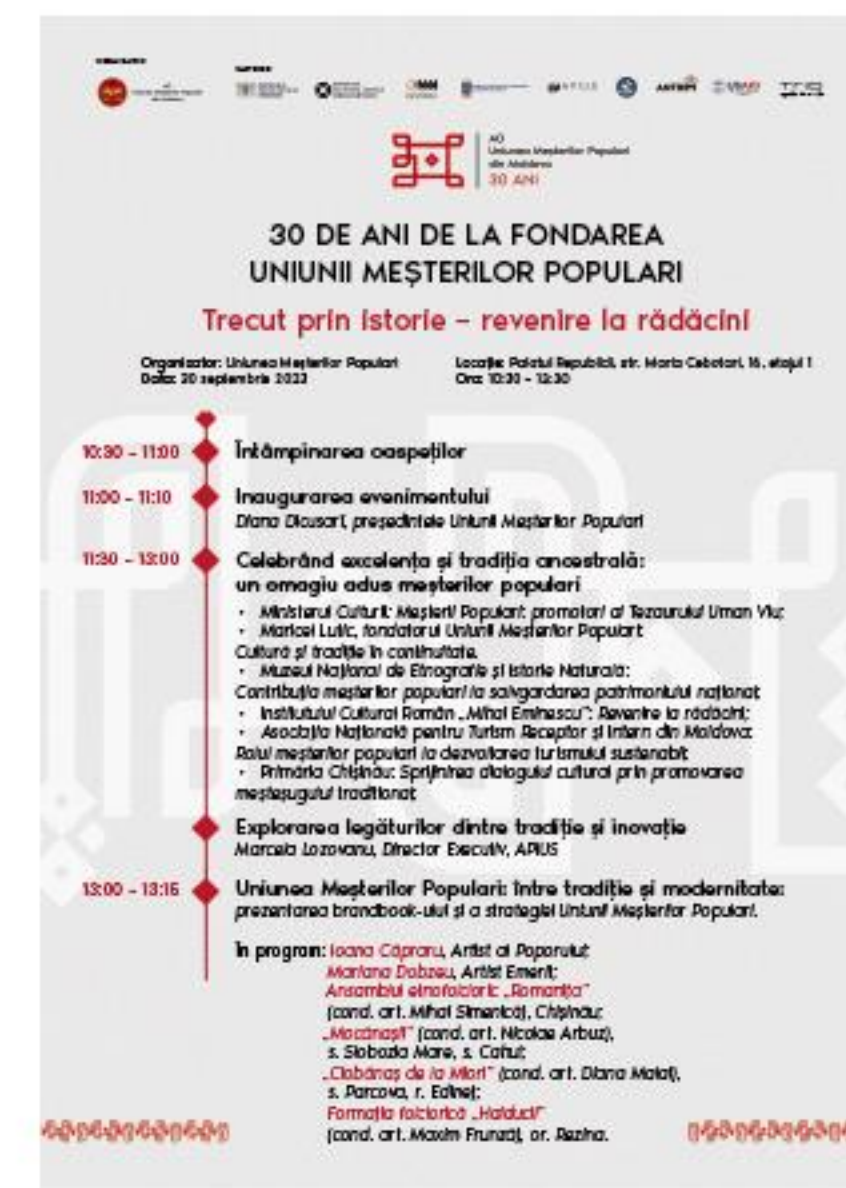 AO
Uniunea Meșterilor Populari
din Moldova
30 ANI
30 DE ANI DE LA FONDAREA
UNIUNII MEȘTERILOR POPULARI
Trecut prin istorie – revenire la rădăcini
Organizator: Uniunea Meșterilor Populari
Data: 20 septembrie 2023
Locație: Palatul Republicii, str. Maria Cebotari, 16, etajul 1
Ora: 10:30 –
10:30 – 11:00 Întâmpinarea oaspeților
11:00 – 11:10 Inaugurarea evenimentului
Diana Dicusari, președintele Uniunii Meșterilor Populari
11:30 – 13:00 Celebrând excelența și tradiția ancestrală:
un omagiu adus meșterilor populari
• Ministerul Culturii: Meșterii Populari: promotori ai Tezaurului Uman Viu;
• Fondatorul Uniunii Meșterilor Populari:
Cultură și tradiție în continuitate.
• Muzeul Național de Etnografie și Istorie Naturală:
Contribuția meșterilor populari la salvgardarea patrimoniului național;
• Institutului Cultural Român „Mihai Eminescu”: Revenire la rădăcini;
• Asociația Națională pentru Turism Receptor și Intern din Moldova:
Rolul meșterilor populari la dezvoltarea turismului sustenabil;
• Primăria Chișinău: Sprijinirea dialogului cultural prin promovarea
meșteșugului tradițional;
Explorarea legăturilor dintre tradiție și inovație
Marcela Lozovanu, Director Executiv, APIUS
13:00 – 13:15 Uniunea Meșterilor Populari: între tradiție și modernitate:
prezentarea brandbook-ului și a strategiei Uniunii Meșterilor Populari.
În program: Ioana Căpraru, Artist al Poporului;
Mariana Dobzeu, Artist Emerit;
Ansamblul etnofolcloric „Romanița”
(cond. art. Mihai Simenică), Chișinău;
„Mocănașii” (cond. art. Nicolae Arbuz),
s. Slobozia Mare, s. Cahul;
„Ciobănaș de la Miori” (cond. art. Diana Malai),
s. Parcova, r. Edineț;
Formația folclorică „Haiducii”
(cond. art. Maxim Frunză), or. Rezina.